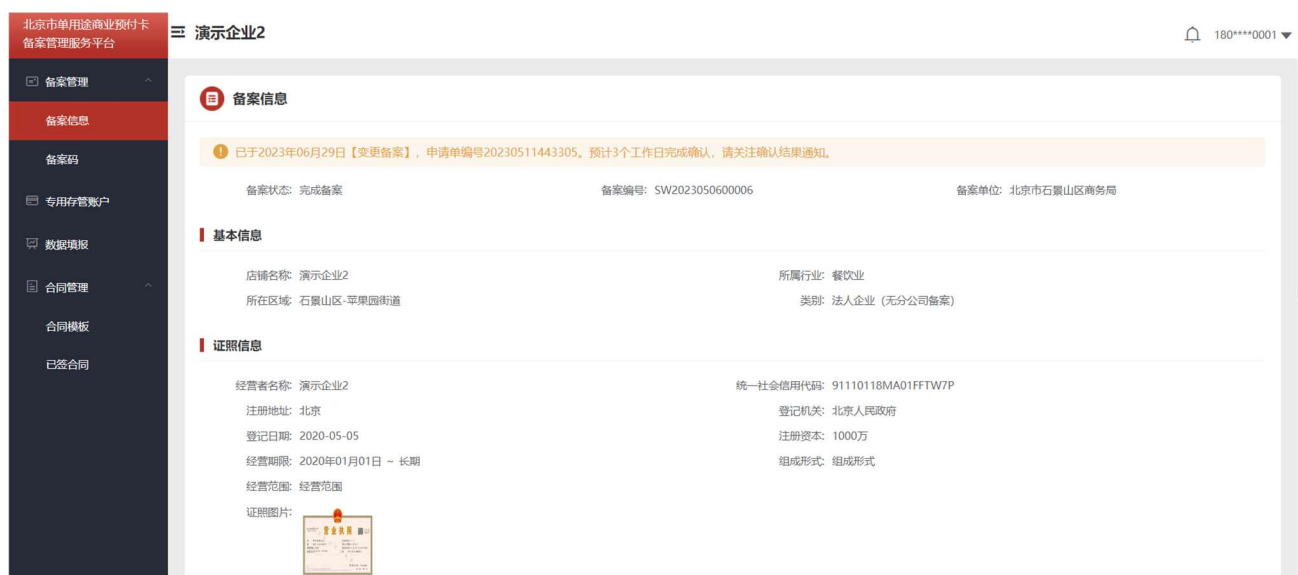 北京市单用途商业预付卡
备案管理服务平台
演示企业2
180****0001
备案管理
备案信息
备案码
专用存管账户
数据填报
合同管理
合同模板
已签合同
备案信息
已于2023年06月29日【变更备案】，申请单编号20230511443305。预计3个工作日完成确认，请关注确认结果通知。
备案状态: 完成备案 备案编号: SW2023050600006 备案单位: 北京市石景山区商务局
基本信息
店铺名称: 演示企业2 所属行业: 餐饮业
所在区域: 石景山区-苹果园街道 类别: 法人企业 (无分公司备案)
证照信息
经营者名称: 演示企业2 统一社会信用代码: 91110118MA01FFTW7P
注册地址: 北京 登记机关: 北京人民政府
登记日期: 2020-05-05 注册资本: 1000万
经营期限: 2020年01月01日 ~ 长期 组成形式: 组成形式
经营范围: 经营范围
证照图片:
营业执照